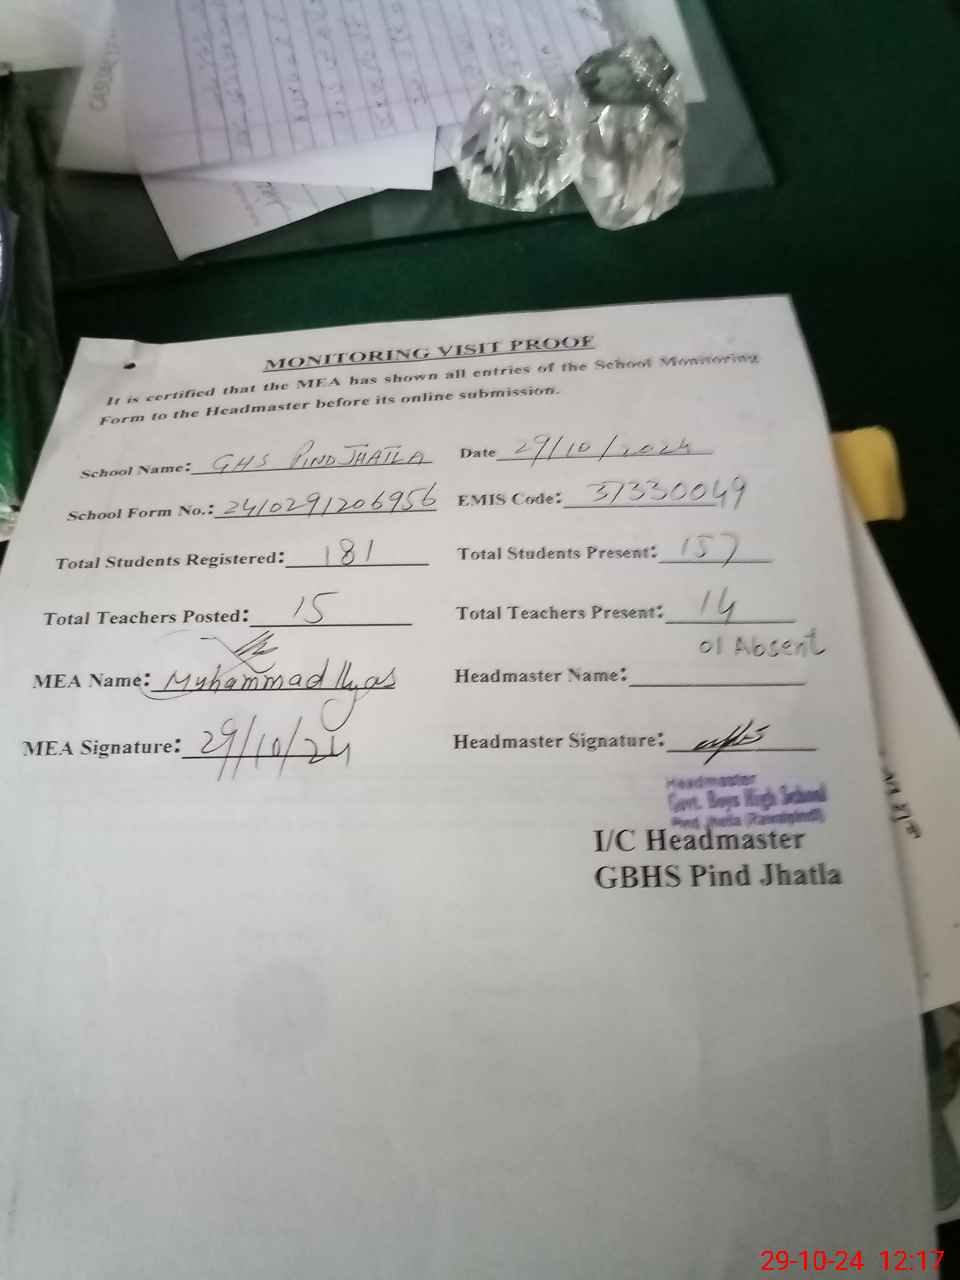 MONITORING VISIT PROOF
It is certified that the MEA has shown all entries of the School Monitoring
Form to the Headmaster before its online submission.
School Name: GHS PIND JHATLA Date 29/10/2024
School Form No.: 2410291206956 EMIS Code: 37330049
Total Students Registered: 181 Total Students Present: 157
Total Teachers Posted: 15 Total Teachers Present: 14
01 Absent
MEA Name: Muhammad Ilyas Headmaster Name:
MEA Signature: 29/10/24 Headmaster Signature:
Headmaster
Govt. Boys High School
Pind Jhatla (Rawalpindi)
I/C Headmaster
GBHS Pind Jhatla
29-10-24 12:17